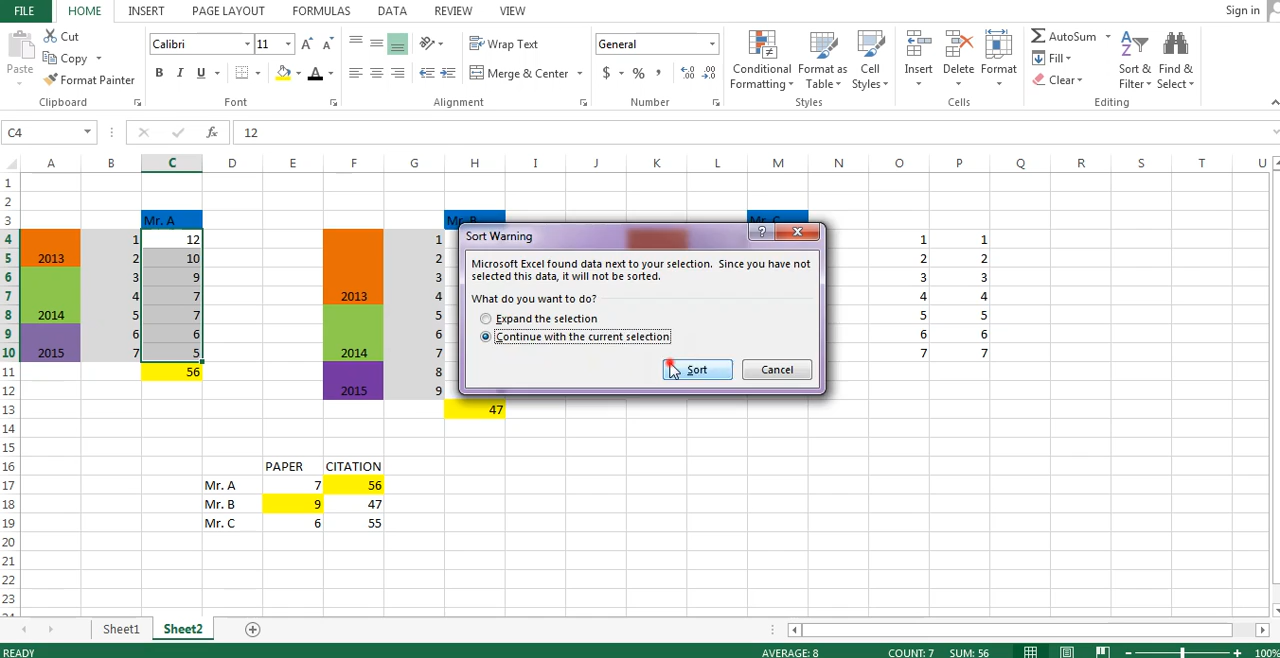 FILE HOME INSERT PAGE LAYOUT FORMULAS DATA REVIEW VIEW Sign in
Paste Cut Copy Format Painter
Calibri 11 B I U A
Wrap Text Merge & Center
General $ % ,
Conditional Formatting Format as Table Cell Styles
Insert Delete Format
AutoSum Fill Clear Sort & Filter Find & Select
Clipboard Font Alignment Number Styles Cells Editing
C4 fx 12
A B C D E F G H I J K L M N O P Q R S T U
1
2
3 Mr. A
4 1 12 1 1 1
5 2013 2 10 2 2 2
6 3 9 3 3 3
7 4 7 2013 4 4 4
8 2014 5 7 5 5 5
9 6 6 6 6 6
10 2015 7 5 2014 7 7 7
11 56 8
12 2015 9
13 47
14
15
16 PAPER CITATION
17 Mr. A 7 56
18 Mr. B 9 47
19 Mr. C 6 55
20
21
22
23
Sort Warning ?
Microsoft Excel found data next to your selection. Since you have not
selected this data, it will not be sorted.
What do you want to do?
Expand the selection
Continue with the current selection
Sort Cancel
Sheet1 Sheet2
READY AVERAGE: 8 COUNT: 7 SUM: 56 100%